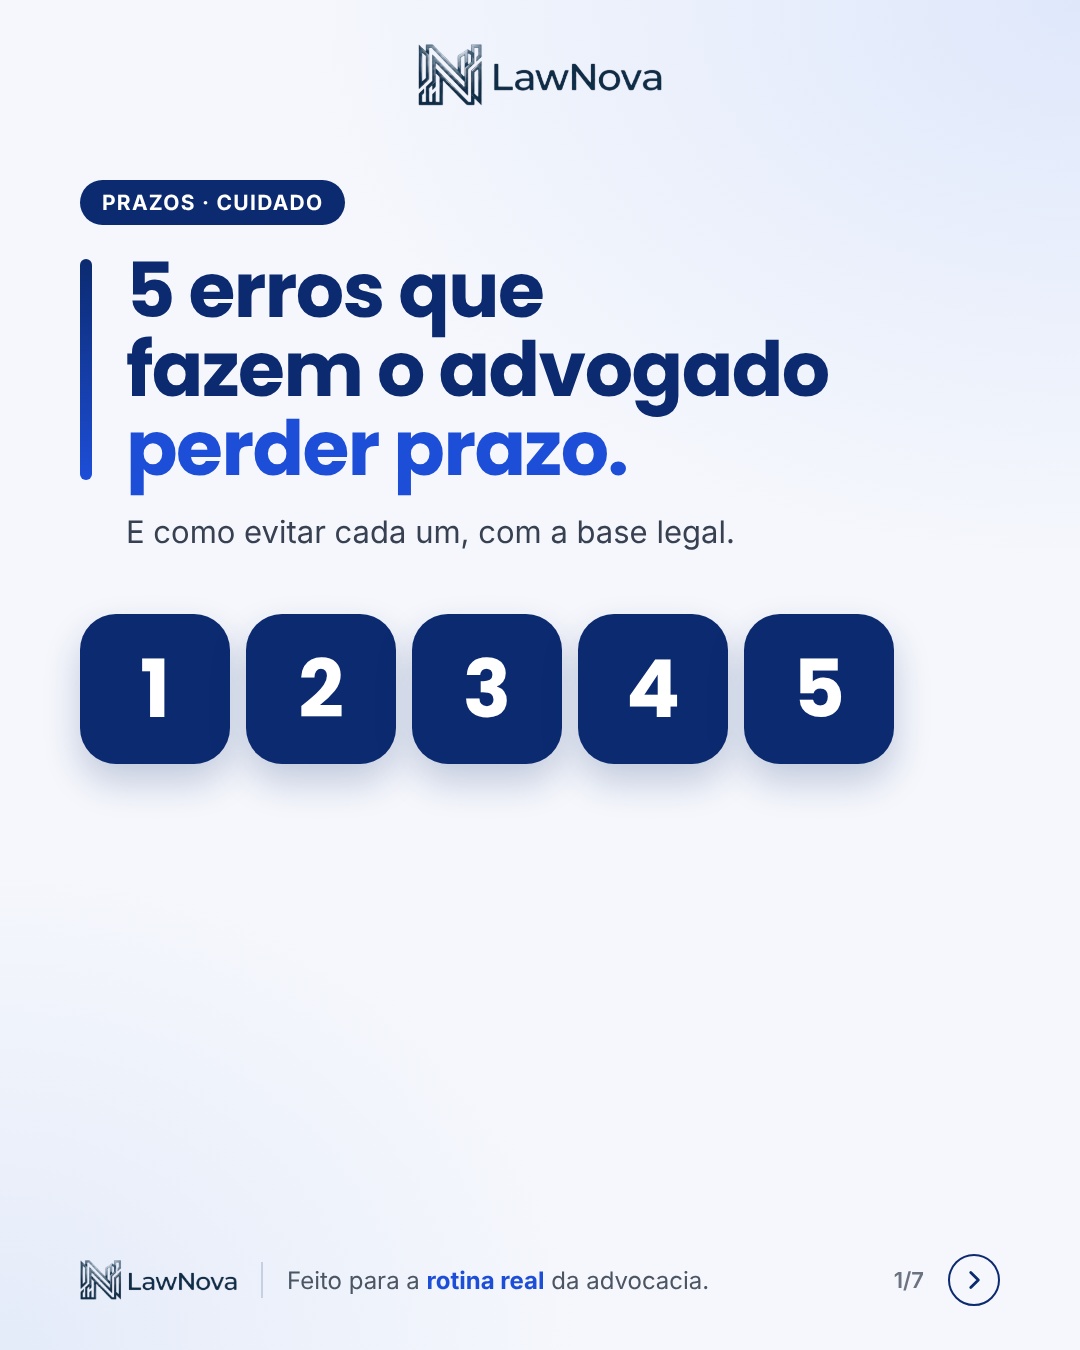 LawNova
PRAZOS · CUIDADO
5 erros que
fazem o advogado
perder prazo.
E como evitar cada um, com a base legal.
1 2 3 4 5
LawNova
Feito para a rotina real da advocacia.
1/7